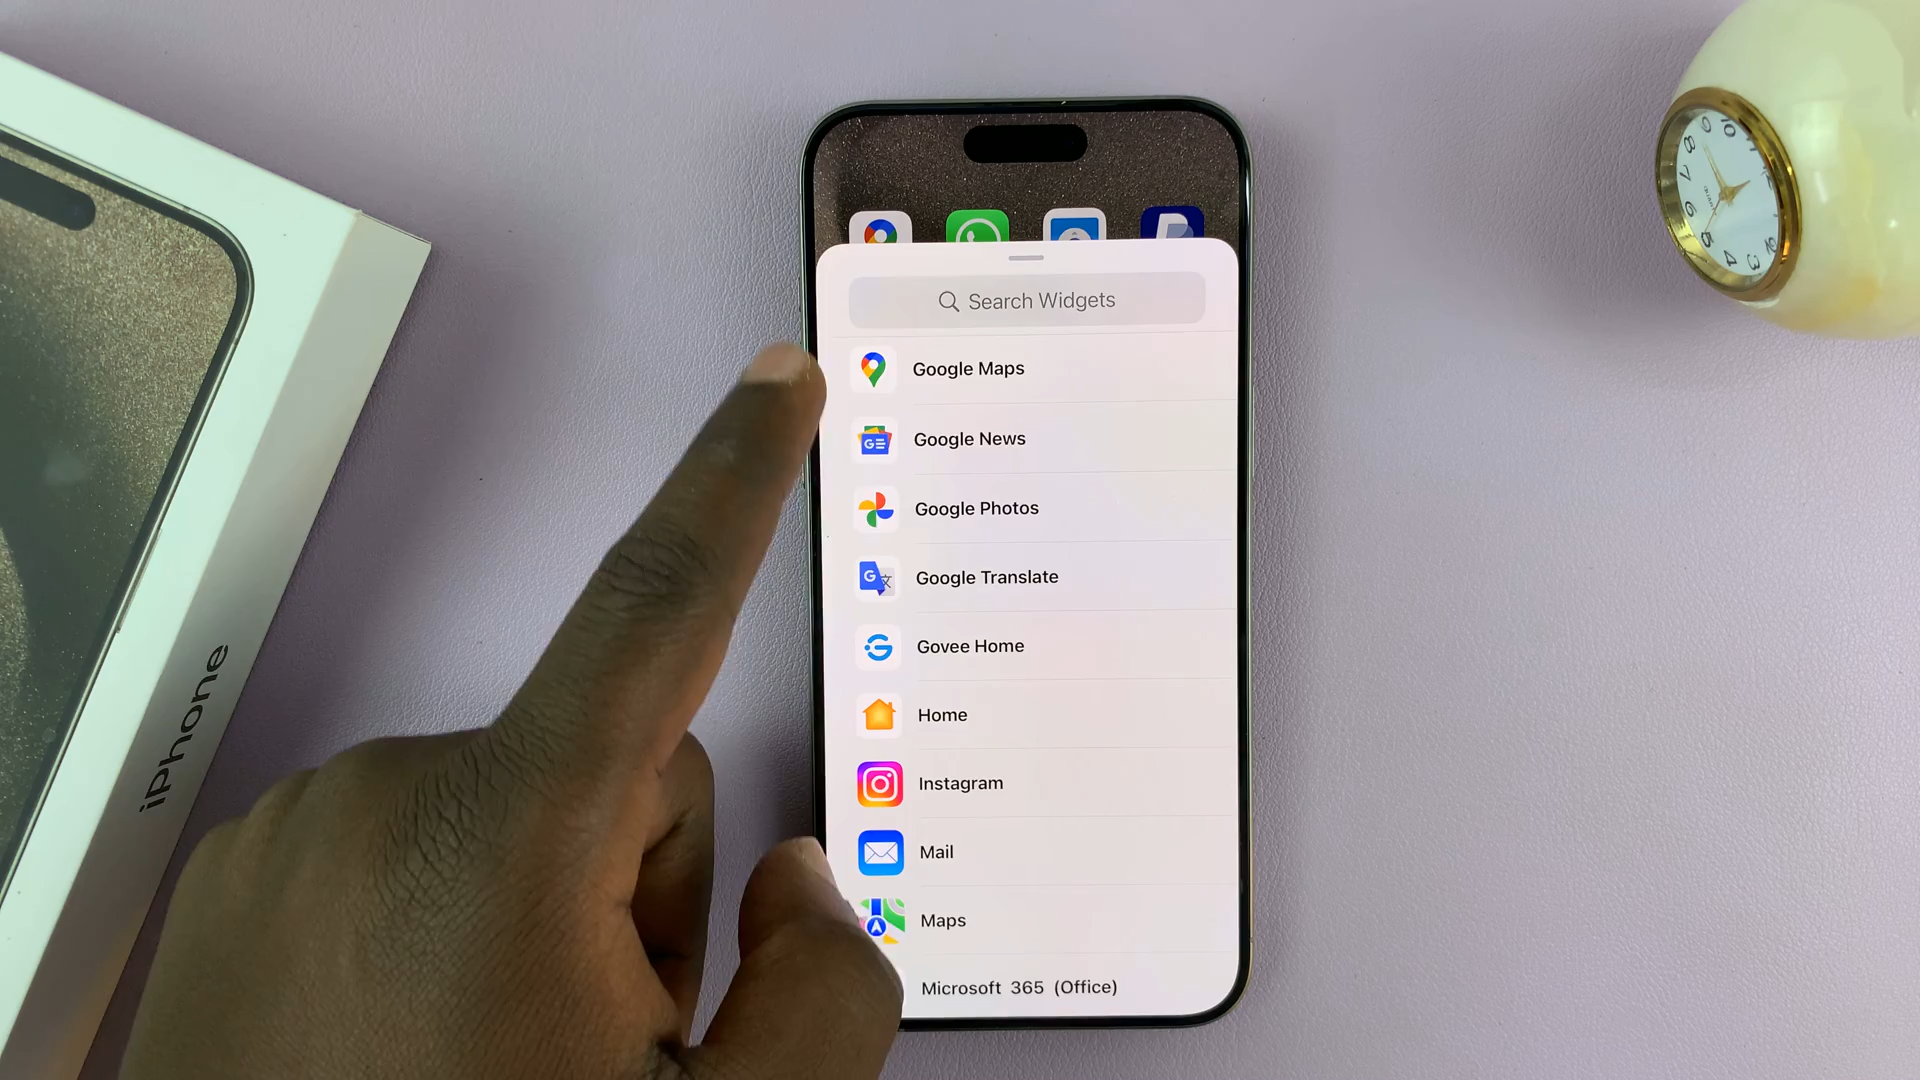 Search Widgets
Google Maps
Google News
Google Photos
Google Translate
Govee Home
Home
Instagram
Mail
Maps
Microsoft 365 (Office)
iPhone